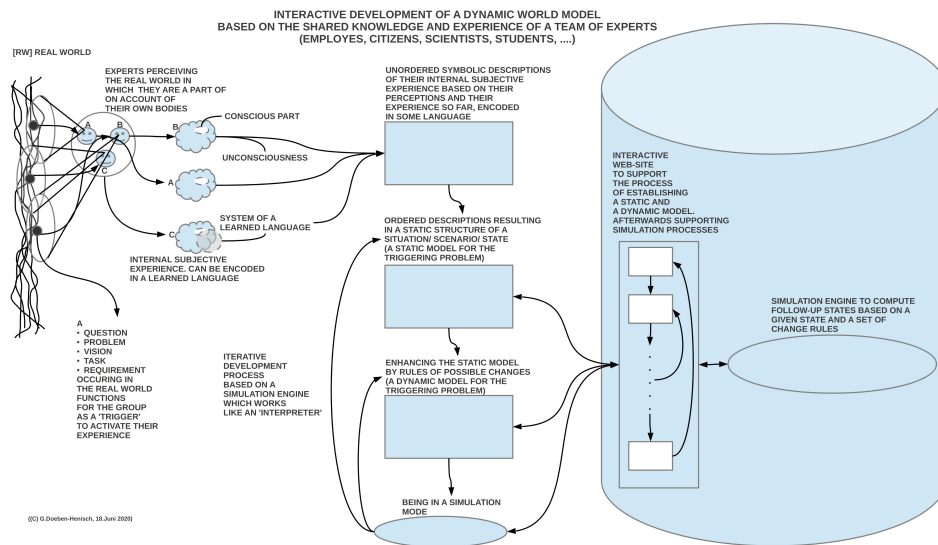 INTERACTIVE DEVELOPMENT OF A DYNAMIC WORLD MODEL
BASED ON THE SHARED KNOWLEDGE AND EXPERIENCE OF A TEAM OF EXPERTS
(EMPLOYES, CITIZENS, SCIENTISTS, STUDENTS, ....)
[RW] REAL WORLD
EXPERTS PERCEIVING
THE REAL WORLD IN
WHICH THEY ARE A PART OF
ON ACCOUNT OF
THEIR OWN BODIES
A
B
C
B
CONSCIOUS PART
UNCONSCIOUSNESS
A
C
SYSTEM OF A
LEARNED LANGUAGE
INTERNAL SUBJECTIVE
EXPERIENCE. CAN BE ENCODED
IN A LEARNED LANGUAGE
A
• QUESTION
• PROBLEM
• VISION
• TASK
• REQUIREMENT
OCCURING IN
THE REAL WORLD
FUNCTIONS
FOR THE GROUP
AS A 'TRIGGER'
TO ACTIVATE THEIR
EXPERIENCE
ITERATIVE
DEVELOPMENT
PROCESS
BASED ON A
SIMULATION ENGINE
WHICH WORKS
LIKE AN 'INTERPRETER'
UNORDERED SYMBOLIC DESCRIPTIONS
OF THEIR INTERNAL SUBJECTIVE
EXPERIENCE BASED ON THEIR
PERCEPTIONS AND THEIR
EXPERIENCE SO FAR, ENCODED
IN SOME LANGUAGE
ORDERED DESCRIPTIONS RESULTING
IN A STATIC STRUCTURE OF A
SITUATION/ SCENARIO/ STATE
(A STATIC MODEL FOR THE
TRIGGERING PROBLEM)
ENHANCING THE STATIC MODEL
BY RULES OF POSSIBLE CHANGES
(A DYNAMIC MODEL FOR THE
TRIGGERING PROBLEM)
BEING IN A SIMULATION
MODE
INTERACTIVE
WEB-SITE
TO SUPPORT
THE PROCESS
OF ESTABLISHING
A STATIC AND
A DYNAMIC MODEL.
AFTERWARDS SUPPORTING
SIMULATION PROCESSES
SIMULATION ENGINE TO COMPUTE
FOLLOW-UP STATES BASED ON A
GIVEN STATE AND A SET OF
CHANGE RULES
((C) G.Doeben-Henisch, 18.Juni 2020)